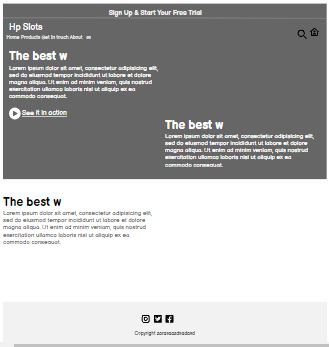 Sign Up & Start Your Free Trial
Hp Slots
Home Products Get In touch About us
The best w
Lorem ipsum dolor sit amet, consectetur adipisicing elit,
sed do eiusmod tempor incididunt ut labore et dolore
magna aliqua. Ut enim ad minim veniam, quis nostrud
exercitation ullamco laboris nisi ut aliquip ex ea
commodo consequat.
See it in action
The best w
Lorem ipsum dolor sit amet, consectetur adipisicing elit,
sed do eiusmod tempor incididunt ut labore et dolore
magna aliqua. Ut enim ad minim veniam, quis nostrud
exercitation ullamco laboris nisi ut aliquip ex ea
commodo consequat.
The best w
Lorem ipsum dolor sit amet, consectetur adipisicing elit,
sed do eiusmod tempor incididunt ut labore et dolore
magna aliqua. Ut enim ad minim veniam, quis nostrud
exercitation ullamco laboris nisi ut aliquip ex ea
commodo consequat.
Copyright